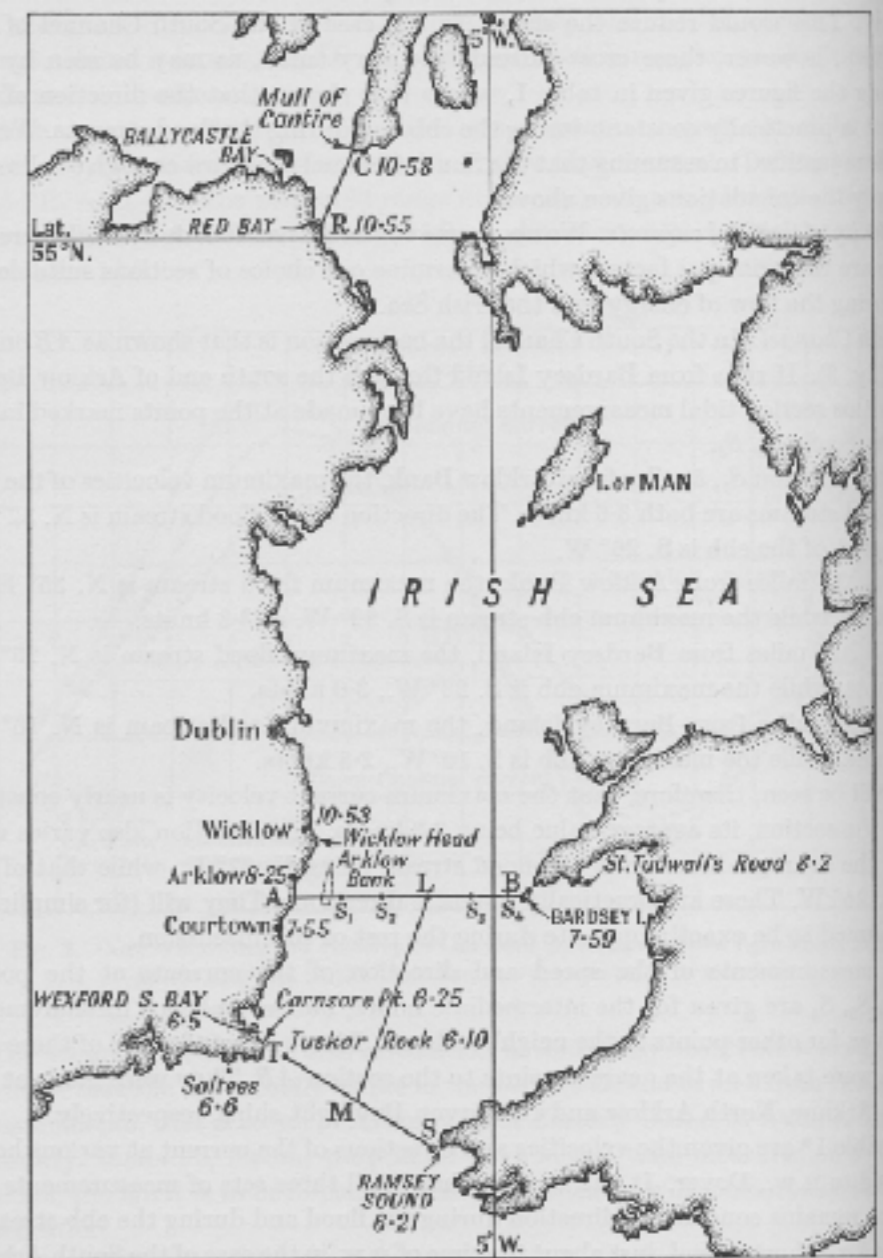 5°W.
Mull of
Cantire
BALLYCASTLE
BAY
C 10·58
RED BAY
R 10·55
Lat.
55°N.
I. of MAN
IRISH SEA
Dublin
10·53
Wicklow
Wicklow Head
Arklow 8·25
Arklow
Bank
St. Tudwall's Road 8·2
A
S₁
S₂
L
S₃
B
S₄
BARDSEY I.
7·59
Courtown
7·55
WEXFORD S. BAY
6·5
Carnsore Pt. 6·25
T
Tusker Rock 6·10
Saltees
6·6
M
S
RAMSEY
SOUND
6·21
5°W.